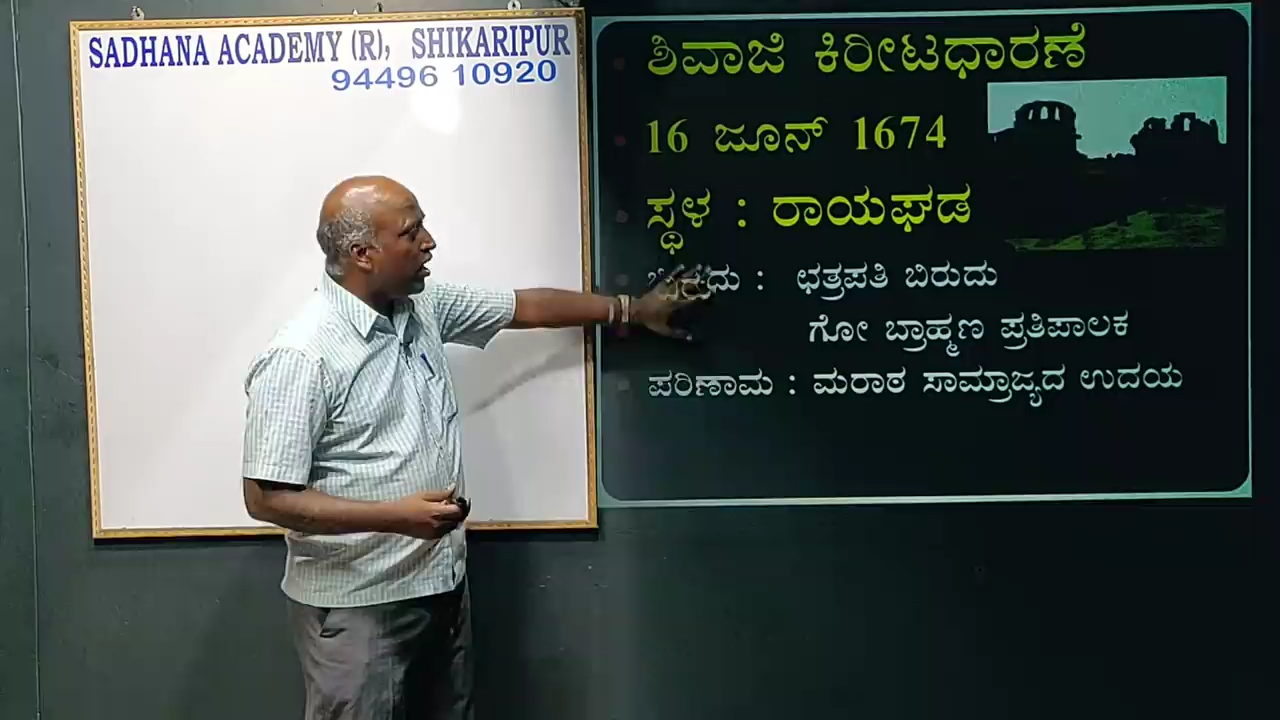 SADHANA ACADEMY (R), SHIKARIPUR
94496 10920
ಶಿವಾಜಿ ಕಿರೀಟಧಾರಣೆ
16 ಜೂನ್ 1674
ಸ್ಥಳ : ರಾಯಘಡ
: ಛತ್ರಪತಿ ಬಿರುದು
ಗೋ ಬ್ರಾಹ್ಮಣ ಪ್ರತಿಪಾಲಕ
ಪರಿಣಾಮ : ಮರಾಠ ಸಾಮ್ರಾಜ್ಯದ ಉದಯ